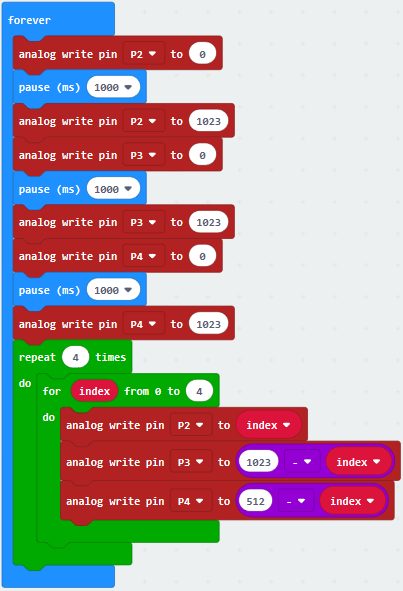 forever
analog write pin P2 to 0
pause (ms) 1000
analog write pin P2 to 1023
analog write pin P3 to 0
pause (ms) 1000
analog write pin P3 to 1023
analog write pin P4 to 0
pause (ms) 1000
analog write pin P4 to 1023
repeat 4 times
do
for index from 0 to 4
do
analog write pin P2 to index
analog write pin P3 to 1023 - index
analog write pin P4 to 512 - index